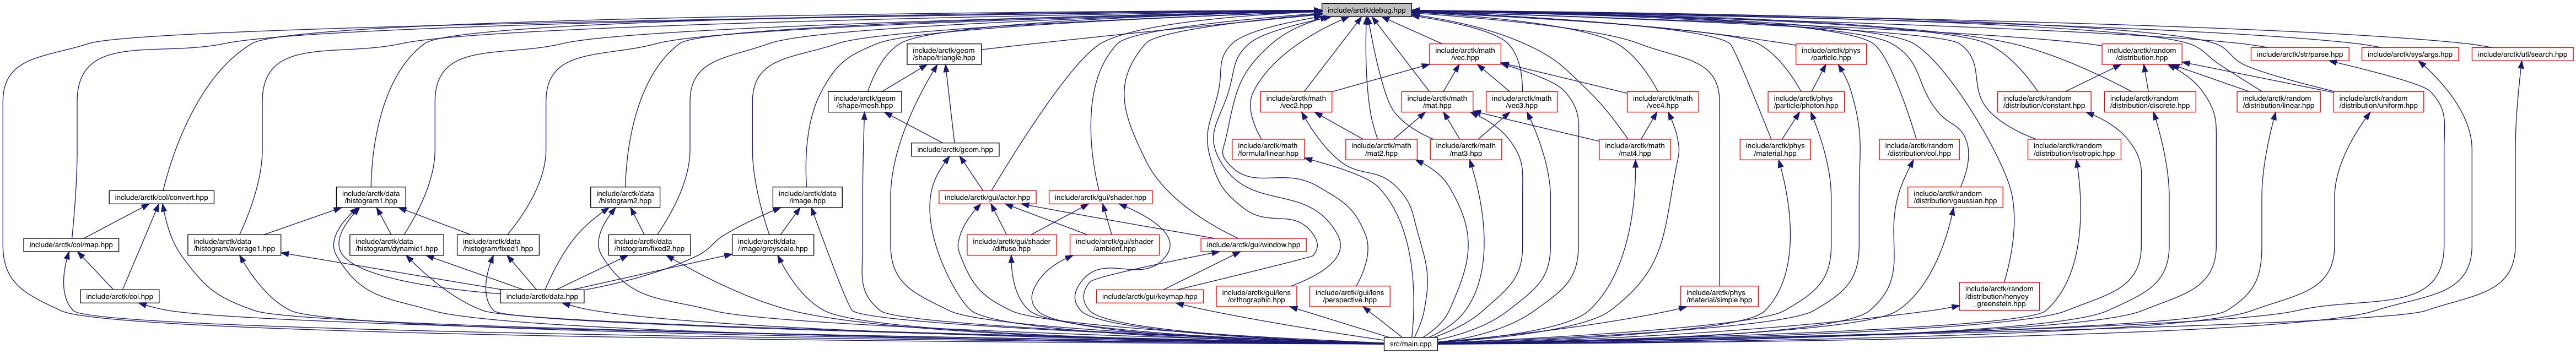 include/arctk/debug.hpp
include/arctk/geom
/shape/triangle.hpp
include/arctk/math
/vec.hpp
include/arctk/phys
/particle.hpp
include/arctk/random
/distribution.hpp
include/arctk/str/parse.hpp
include/arctk/sys/args.hpp
include/arctk/utl/search.hpp
include/arctk/geom
/shape/mesh.hpp
include/arctk/math
/vec2.hpp
include/arctk/math
/mat.hpp
include/arctk/math
/vec3.hpp
include/arctk/math
/vec4.hpp
include/arctk/phys
/particle/photon.hpp
include/arctk/random
/distribution/constant.hpp
include/arctk/random
/distribution/discrete.hpp
include/arctk/random
/distribution/linear.hpp
include/arctk/random
/distribution/uniform.hpp
include/arctk/geom.hpp
include/arctk/math
/formula/linear.hpp
include/arctk/math
/mat2.hpp
include/arctk/math
/mat3.hpp
include/arctk/math
/mat4.hpp
include/arctk/phys
/material.hpp
include/arctk/random
/distribution/col.hpp
include/arctk/random
/distribution/isotropic.hpp
include/arctk/col/convert.hpp
include/arctk/data
/histogram1.hpp
include/arctk/data
/histogram2.hpp
include/arctk/data
/image.hpp
include/arctk/gui/actor.hpp
include/arctk/gui/shader.hpp
include/arctk/random
/distribution/gaussian.hpp
include/arctk/col/map.hpp
include/arctk/data
/histogram/average1.hpp
include/arctk/data
/histogram/dynamic1.hpp
include/arctk/data
/histogram/fixed1.hpp
include/arctk/data
/histogram/fixed2.hpp
include/arctk/data
/image/greyscale.hpp
include/arctk/gui/shader
/diffuse.hpp
include/arctk/gui/shader
/ambient.hpp
include/arctk/gui/window.hpp
include/arctk/col.hpp
include/arctk/data.hpp
include/arctk/gui/keymap.hpp
include/arctk/gui/lens
/orthographic.hpp
include/arctk/gui/lens
/perspective.hpp
include/arctk/phys
/material/simple.hpp
include/arctk/random
/distribution/henyey
_greenstein.hpp
src/main.cpp